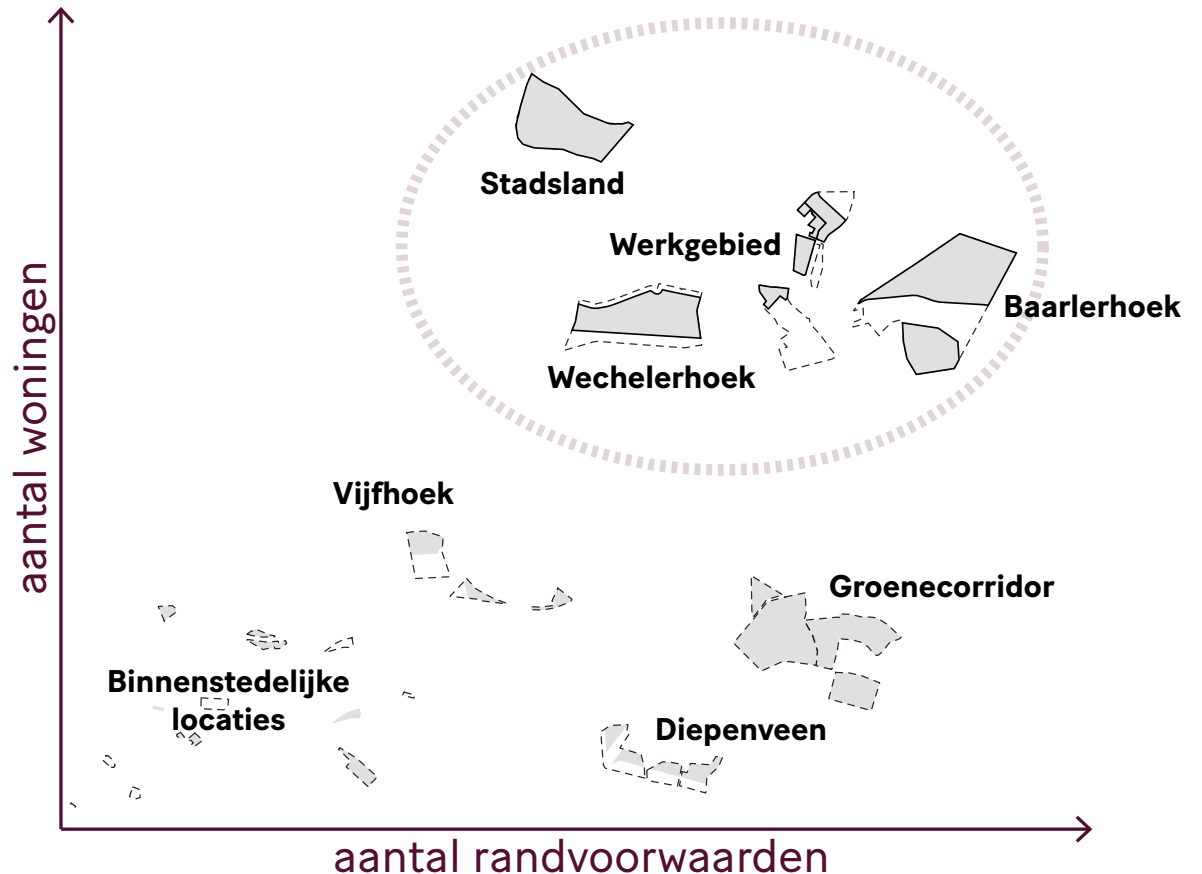 aantal woningen
Stadsland
Werkgebied
Baarlerhoek
Wechelerhoek
Vijfhoek
Groenecorridor
Binnenstedelijke
locaties
Diepenveen
aantal randvoorwaarden